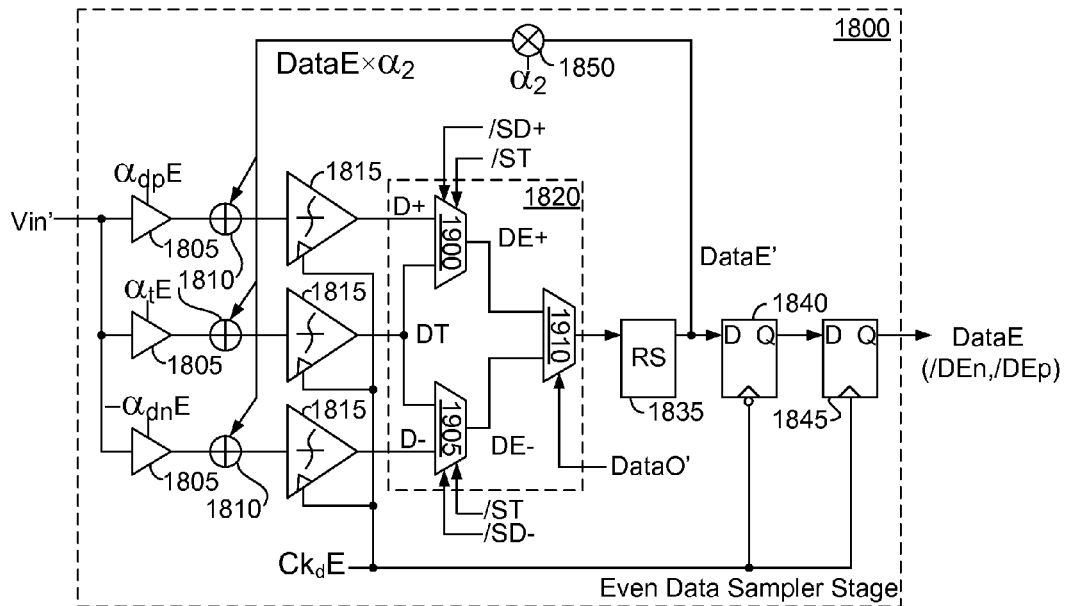 1800
DataE×α2
α2
1850
/SD+
/ST
αdpE
1815
1820
Vin'
D+
1900
DE+
1805
1810
DataE'
αtE
1815
1840
DT
1910
RS
D Q
D Q
DataE
(/DEn,/DEp)
1805
-αdnE
1815
1835
1845
D-
1905
DE-
DataO'
1805
1810
/ST
/SD-
CkdE
Even Data Sampler Stage